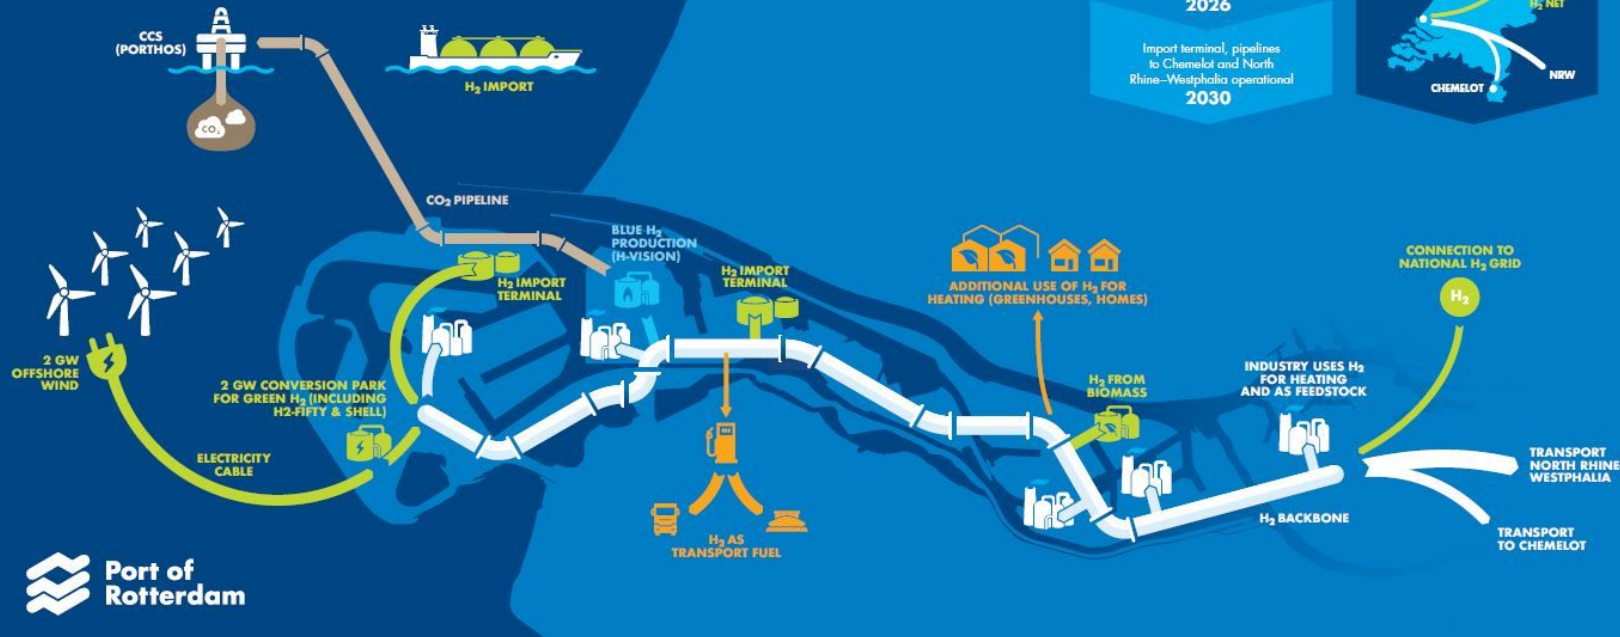 CCS
(PORTHOS)
CO₂
H₂ IMPORT
2026
Import terminal, pipelines
to Chemelot and North
Rhine–Westphalia operational
2030
H₂ NET
NRW
CHEMELOT
CO₂ PIPELINE
BLUE H₂
PRODUCTION
(H-VISION)
H₂ IMPORT
TERMINAL
H₂ IMPORT
TERMINAL
ADDITIONAL USE OF H₂ FOR
HEATING (GREENHOUSES, HOMES)
CONNECTION TO
NATIONAL H₂ GRID
H₂
2 GW
OFFSHORE
WIND
2 GW CONVERSION PARK
FOR GREEN H₂ (INCLUDING
H2-FIFTY & SHELL)
ELECTRICITY
CABLE
H₂ FROM
BIOMASS
INDUSTRY USES H₂
FOR HEATING
AND AS FEEDSTOCK
TRANSPORT
NORTH RHINE
WESTPHALIA
H₂ BACKBONE
TRANSPORT
TO CHEMELOT
H₂ AS
TRANSPORT FUEL
Port of
Rotterdam